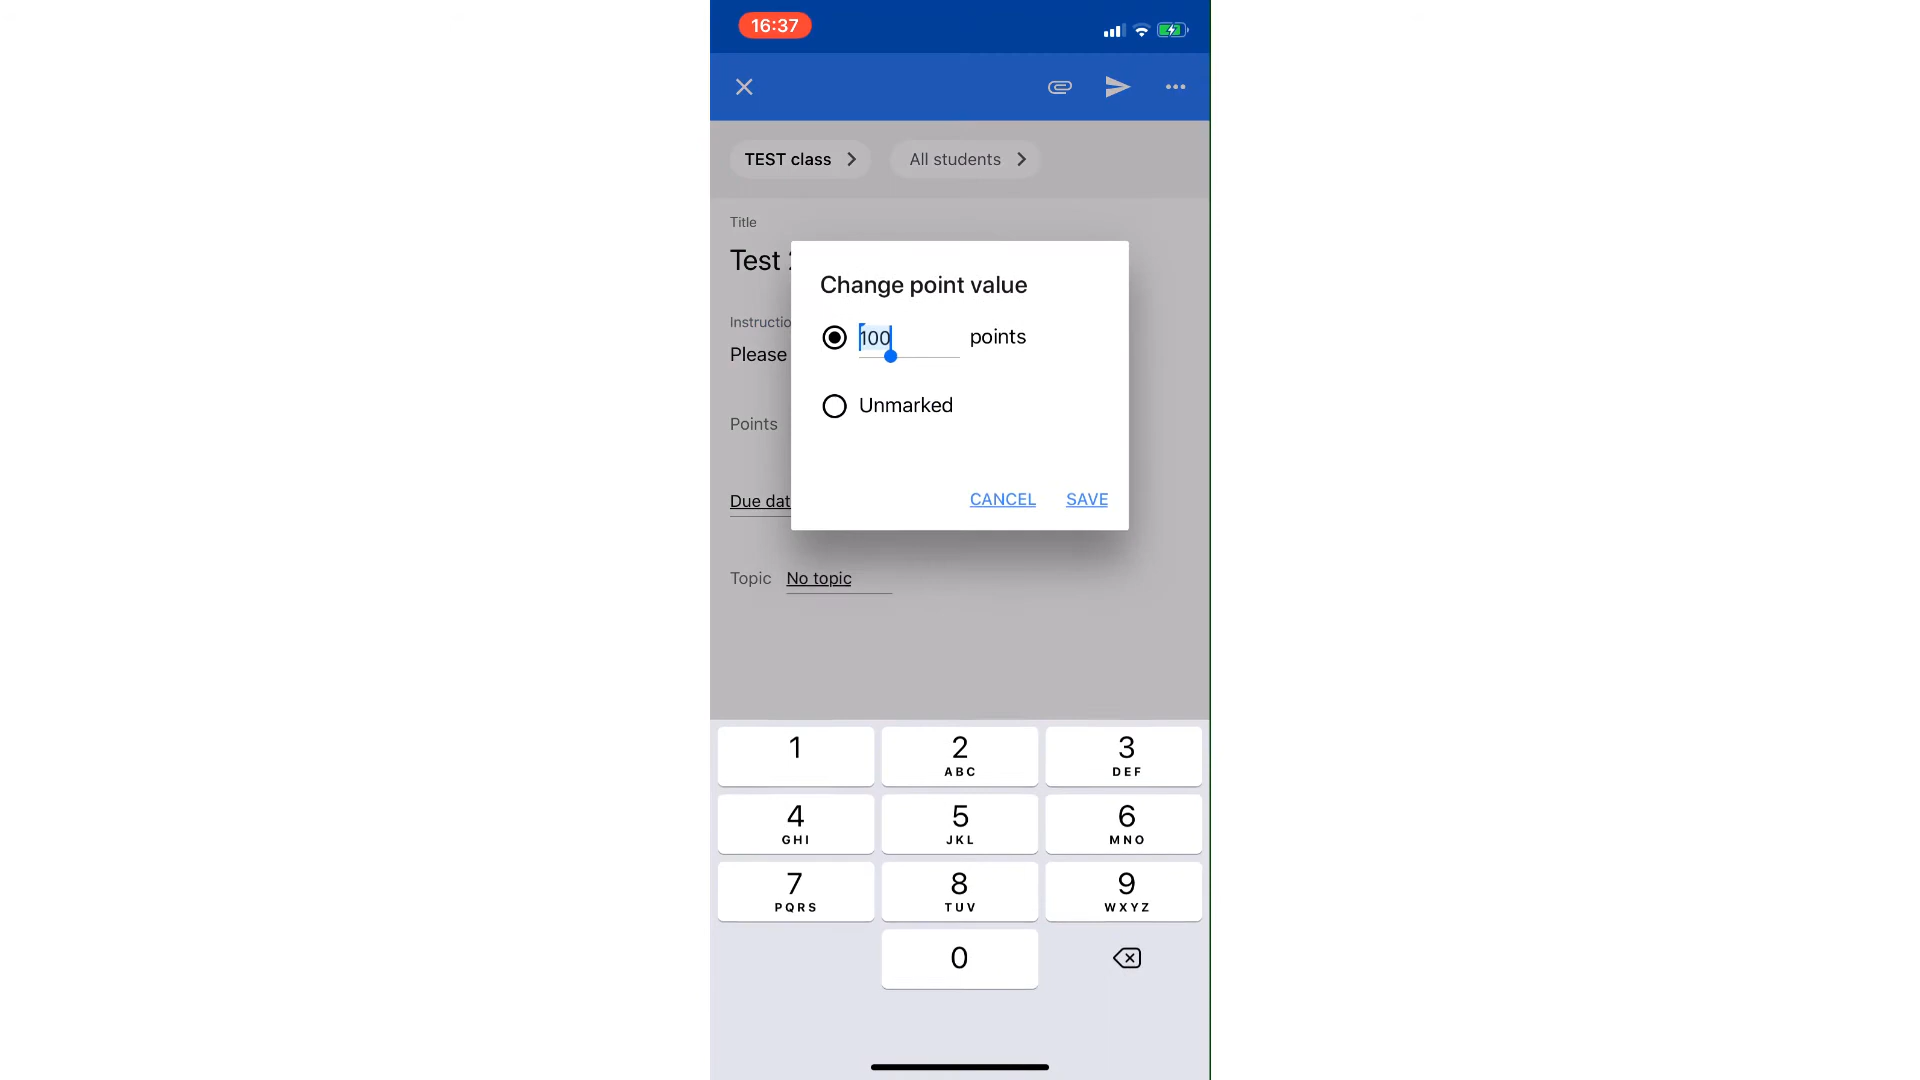 16:37
TEST class
All students
Title
Test
Change point value
100 points
Instructio
Please
Unmarked
Points
CANCEL SAVE
Due dat
Topic No topic
1
2
ABC
3
DEF
4
GHI
5
JKL
6
MNO
7
PQRS
8
TUV
9
WXYZ
0